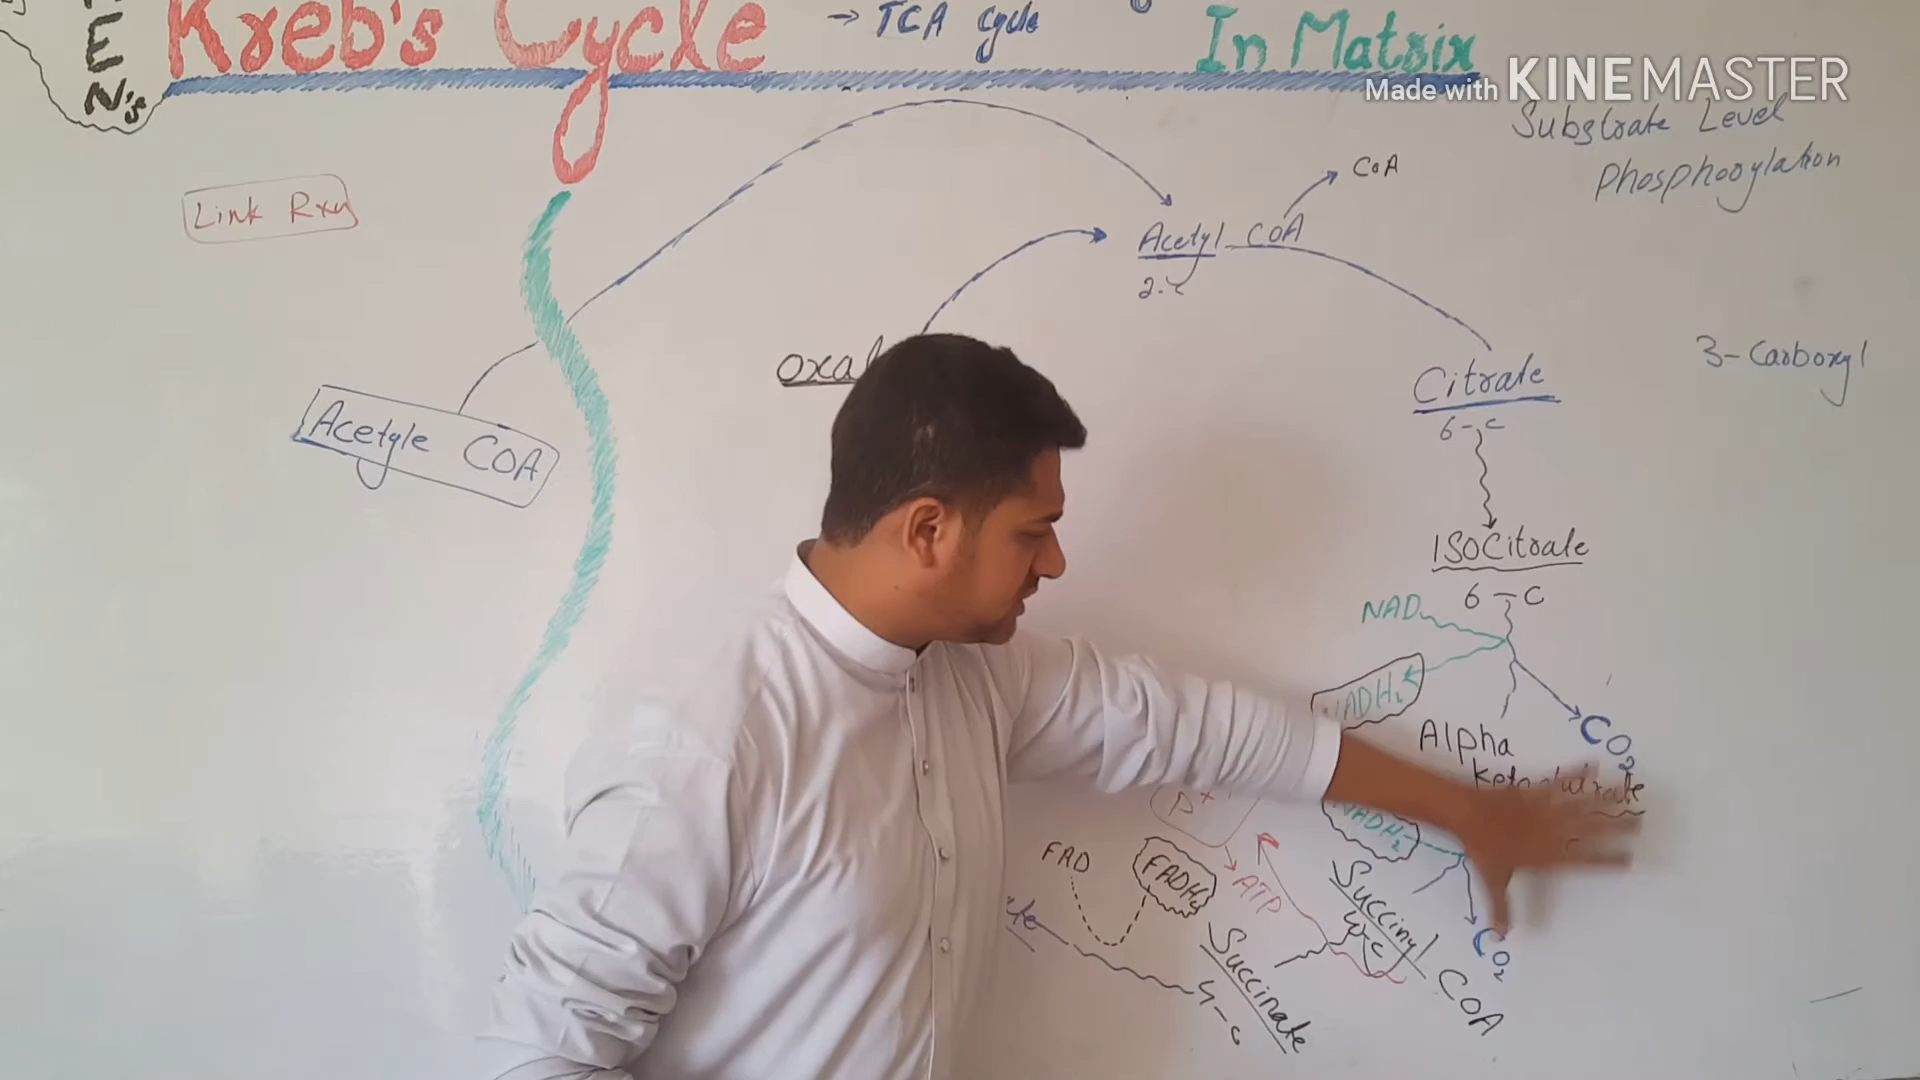 EN's
Kreb's Cycle
→ TCA Cycle
In Matrix
Made with KINEMASTER
Substrate Level
Phosphorylation
Link Rxn
CoA
Acetyl COA
2-C
Citrate
6-C
3-Carboxyl
Acetyle COA
ISOCitrate
6-C
NAD
NADH2
CO2
Alpha
NADH2
FAD
FADH2
ATP
Succinyl COA
4-C
CO2
Succinate
4-C